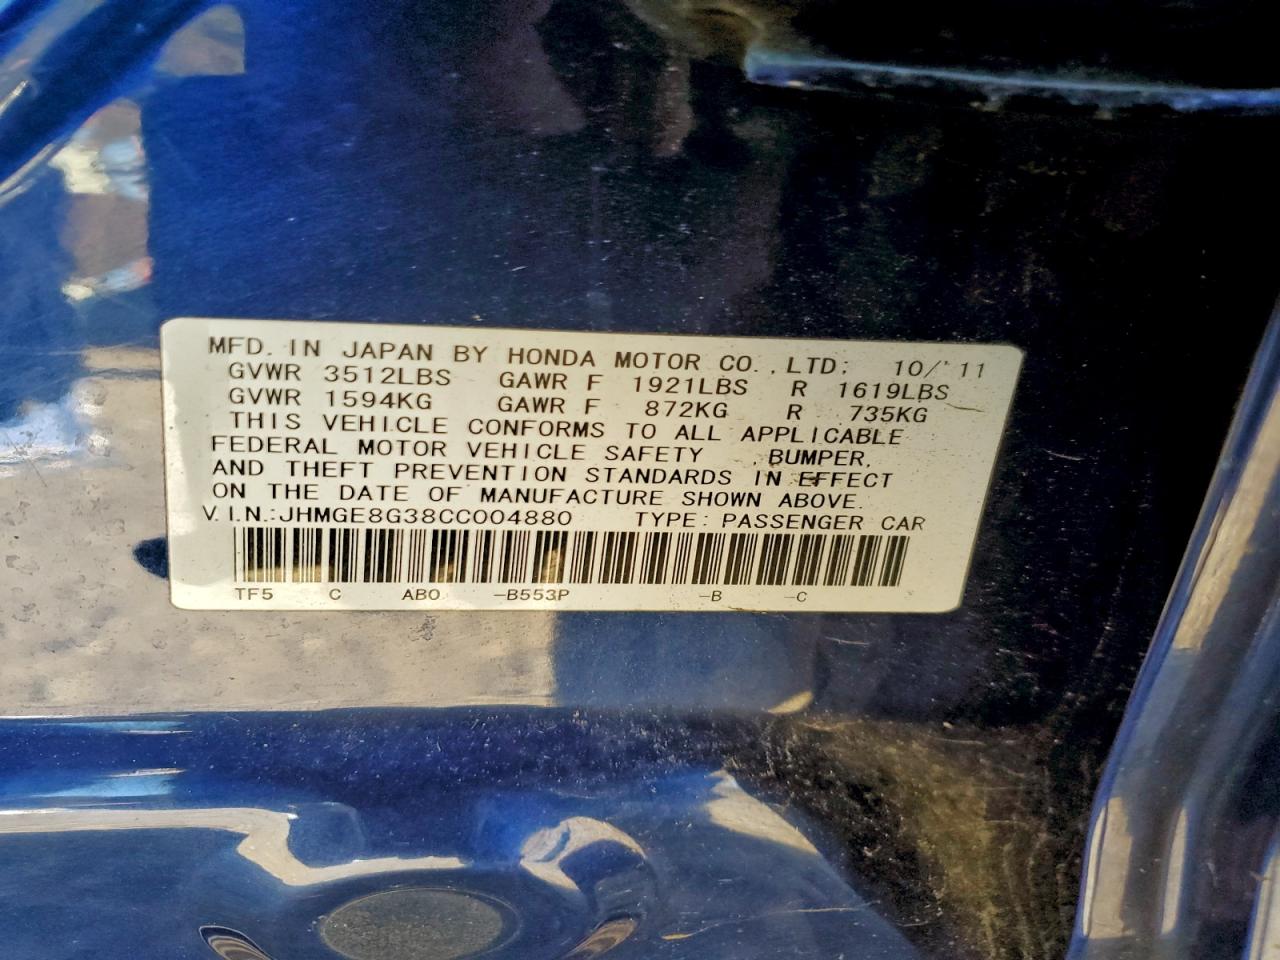 MFD. IN JAPAN BY HONDA MOTOR CO.,LTD: 10/'11
GVWR 3512LBS GAWR F 1921LBS R 1619LBS
GVWR 1594KG GAWR F 872KG R 735KG
THIS VEHICLE CONFORMS TO ALL APPLICABLE
FEDERAL MOTOR VEHICLE SAFETY ,BUMPER,
AND THEFT PREVENTION STANDARDS IN EFFECT
ON THE DATE OF MANUFACTURE SHOWN ABOVE.
V.I.N.:JHMGE8G38CC004880 TYPE:PASSENGER CAR
TF5 C AB0 -B553P -B -C